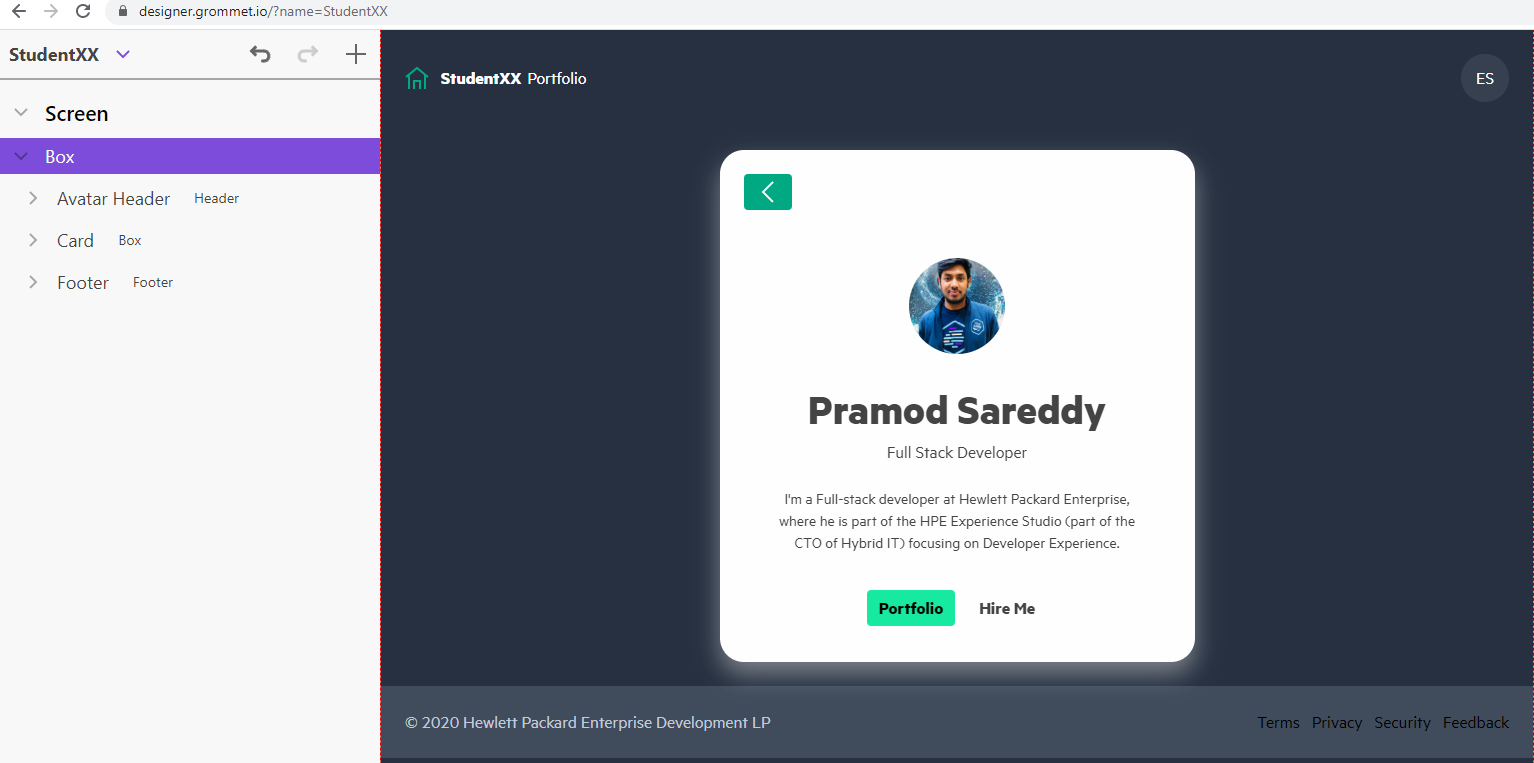 designer.grommet.io/?name=StudentXX
StudentXX
Screen
Box
Avatar Header Header
Card Box
Footer Footer
StudentXX Portfolio
ES
Pramod Sareddy
Full Stack Developer
I'm a Full-stack developer at Hewlett Packard Enterprise,
where he is part of the HPE Experience Studio (part of the
CTO of Hybrid IT) focusing on Developer Experience.
Portfolio Hire Me
© 2020 Hewlett Packard Enterprise Development LP
Terms Privacy Security Feedback